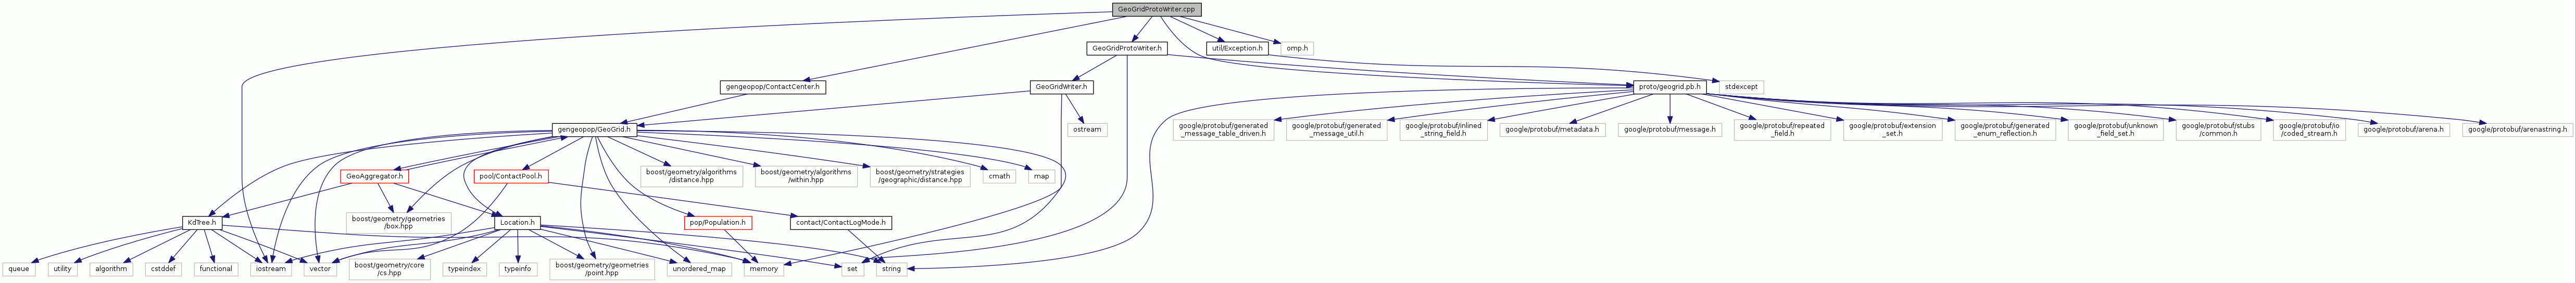 GeoGridProtoWriter.cpp
GeoGridProtoWriter.h
util/Exception.h
omp.h
gengeopop/ContactCenter.h
GeoGridWriter.h
proto/geogrid.pb.h
stdexcept
gengeopop/GeoGrid.h
ostream
google/protobuf/generated
_message_table_driven.h
google/protobuf/generated
_message_util.h
google/protobuf/inlined
_string_field.h
google/protobuf/metadata.h
google/protobuf/message.h
google/protobuf/repeated
_field.h
google/protobuf/extension
_set.h
google/protobuf/generated
_enum_reflection.h
google/protobuf/unknown
_field_set.h
google/protobuf/stubs
/common.h
google/protobuf/io
/coded_stream.h
google/protobuf/arena.h
google/protobuf/arenastring.h
GeoAggregator.h
pool/ContactPool.h
boost/geometry/algorithms
/distance.hpp
boost/geometry/algorithms
/within.hpp
boost/geometry/strategies
/geographic/distance.hpp
cmath
map
KdTree.h
boost/geometry/geometries
/box.hpp
Location.h
pop/Population.h
contact/ContactLogMode.h
queue
utility
algorithm
cstddef
functional
iostream
vector
boost/geometry/core
/cs.hpp
typeindex
typeinfo
boost/geometry/geometries
/point.hpp
unordered_map
memory
set
string